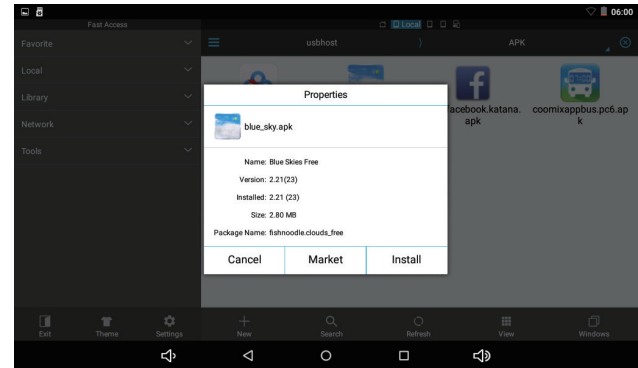 06:00
Fast Access
Local
Favorite
usbhost
APK
Local
Library
Network
Tools
facebook.katana.
apk
coomixappbus.pc6.ap
k
Properties
blue_sky.apk
Name: Blue Skies Free
Version: 2.21(23)
Installed: 2.21 (23)
Size: 2.80 MB
Package Name: fishnoodle.clouds_free
Cancel
Market
Install
Exit
Theme
Settings
New
Search
Refresh
View
Windows